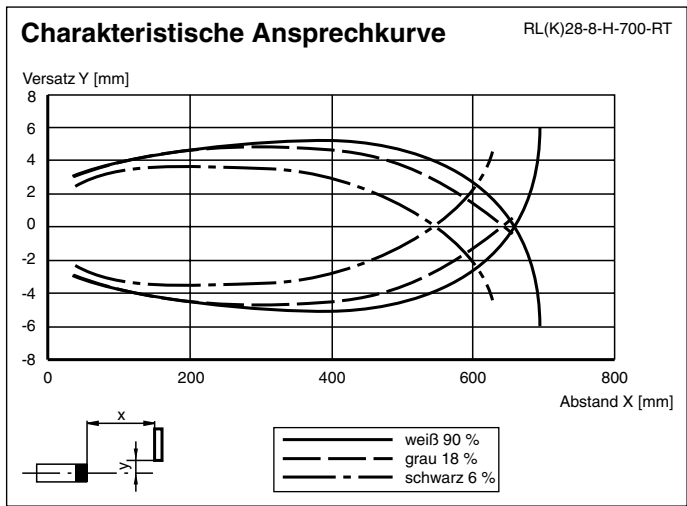 Charakteristische Ansprechkurve
RL(K)28-8-H-700-RT
Versatz Y [mm]
8
6
4
2
0
-2
-4
-6
-8
0 200 400 600 800
Abstand X [mm]
x
y
weiß 90 %
grau 18 %
schwarz 6 %